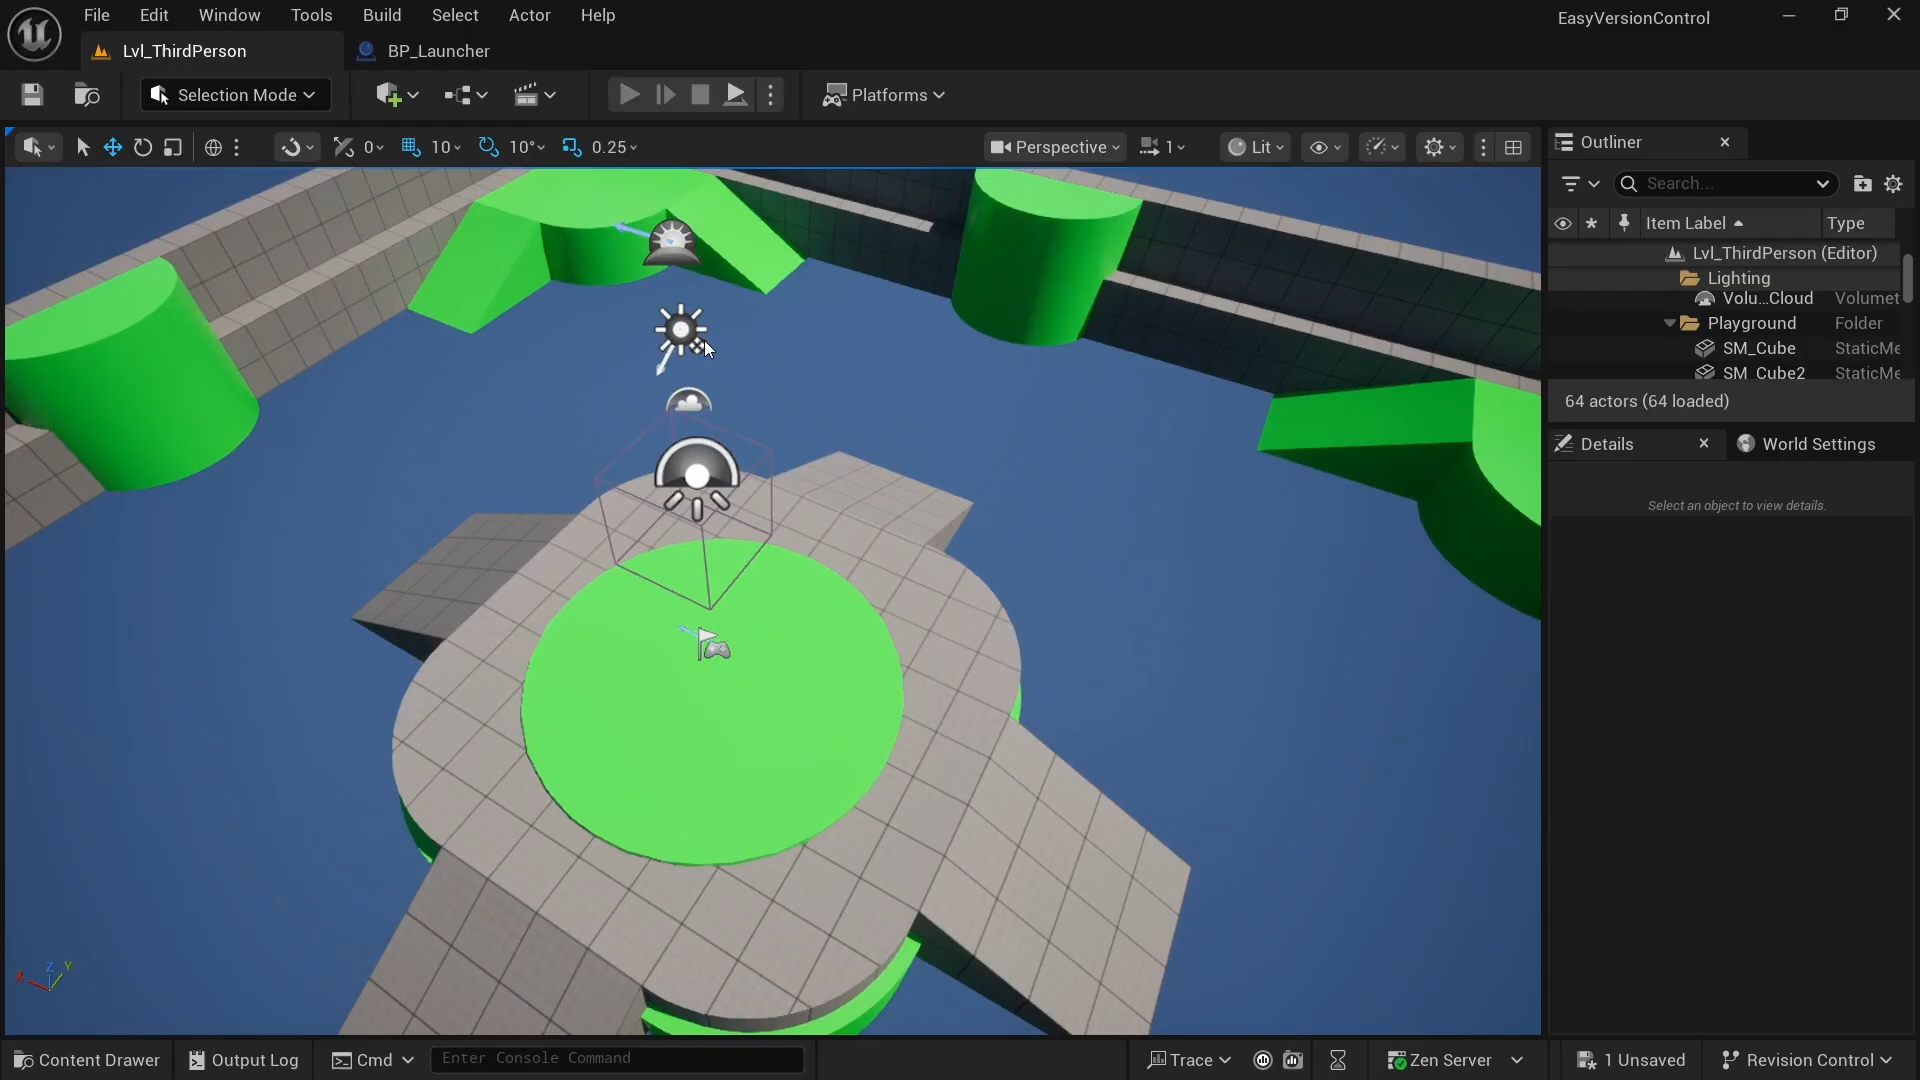 File Edit Window Tools Build Select Actor Help
EasyVersionControl
Lvl_ThirdPerson
BP_Launcher
Selection Mode
Platforms
0
10
10°
0.25
Perspective
1
Lit
Outliner
Search...
Item Label
Type
Lvl_ThirdPerson (Editor)
Lighting
Volu...Cloud Volumet
Playground Folder
SM_Cube StaticMe
SM_Cube2 StaticMe
64 actors (64 loaded)
Details
World Settings
Select an object to view details.
X Z Y
Content Drawer
Output Log
Cmd
Enter Console Command
Trace
Zen Server
1 Unsaved
Revision Control